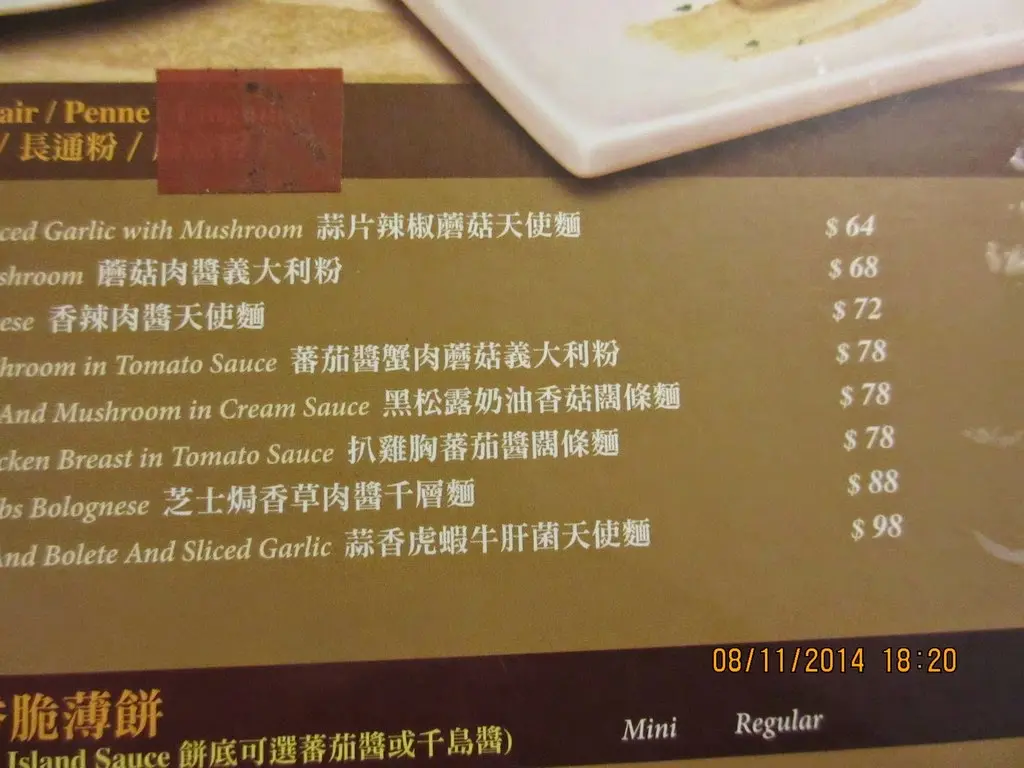 air / Penne
/ 長通粉 /
ced Garlic with Mushroom 蒜片辣椒蘑菇天使麵 $ 64
shroom 蘑菇肉醬義大利粉 $ 68
ese 香辣肉醬天使麵 $ 72
hroom in Tomato Sauce 蕃茄醬蟹肉蘑菇義大利粉 $ 78
And Mushroom in Cream Sauce 黑松露奶油香菇闊條麵 $ 78
cken Breast in Tomato Sauce 扒雞胸蕃茄醬闊條麵 $ 78
bs Bolognese 芝士焗香草肉醬千層麵 $ 88
And Bolete And Sliced Garlic 蒜香虎蝦牛肝菌天使麵 $ 98
08/11/2014 18:20
脆薄餅 Mini Regular
Island Sauce 餅底可選蕃茄醬或千島醬)